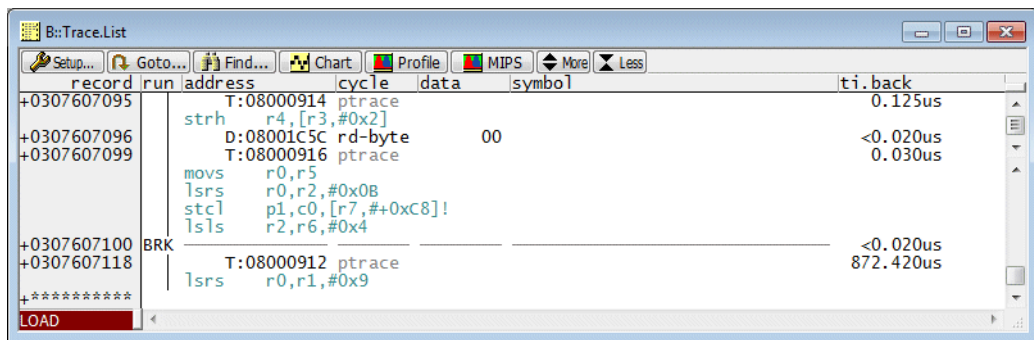 B::Trace.List
Setup... Goto... Find... Chart Profile MIPS More Less
record run address cycle data symbol ti.back
+0307607095 T:08000914 ptrace 0.125us
strh r4,[r3,#0x2]
+0307607096 D:08001C5C rd-byte 00 <0.020us
+0307607099 T:08000916 ptrace 0.030us
movs r0,r5
lsrs r0,r2,#0x0B
stcl p1,c0,[r7,#+0xC8]!
lsls r2,r6,#0x4
+0307607100 BRK <0.020us
+0307607118 T:08000912 ptrace 872.420us
lsrs r0,r1,#0x9
+**********
LOAD